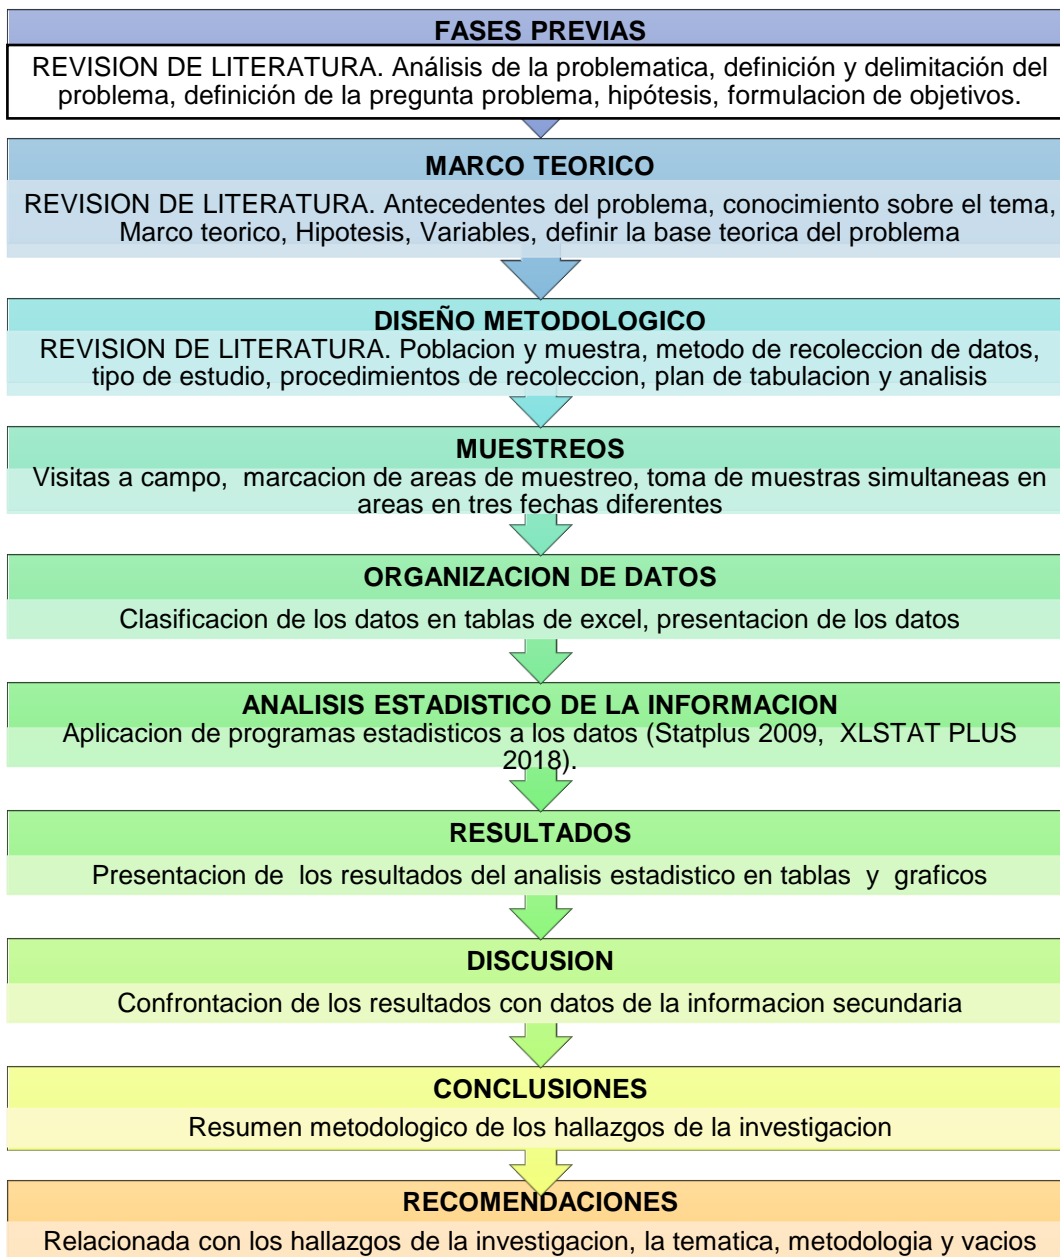 FASES PREVIAS
REVISION DE LITERATURA. Análisis de la problematica, definición y delimitación del
problema, definición de la pregunta problema, hipótesis, formulacion de objetivos.
MARCO TEORICO
REVISION DE LITERATURA. Antecedentes del problema, conocimiento sobre el tema,
Marco teorico, Hipotesis, Variables, definir la base teorica del problema
DISEÑO METODOLOGICO
REVISION DE LITERATURA. Poblacion y muestra, metodo de recoleccion de datos,
tipo de estudio, procedimientos de recoleccion, plan de tabulacion y analisis
MUESTREOS
Visitas a campo, marcacion de areas de muestreo, toma de muestras simultaneas en
areas en tres fechas diferentes
ORGANIZACION DE DATOS
Clasificacion de los datos en tablas de excel, presentacion de los datos
ANALISIS ESTADISTICO DE LA INFORMACION
Aplicacion de programas estadisticos a los datos (Statplus 2009, XLSTAT PLUS
2018).
RESULTADOS
Presentacion de los resultados del analisis estadistico en tablas y graficos
DISCUSION
Confrontacion de los resultados con datos de la informacion secundaria
CONCLUSIONES
Resumen metodologico de los hallazgos de la investigacion
RECOMENDACIONES
Relacionada con los hallazgos de la investigacion, la tematica, metodologia y vacios